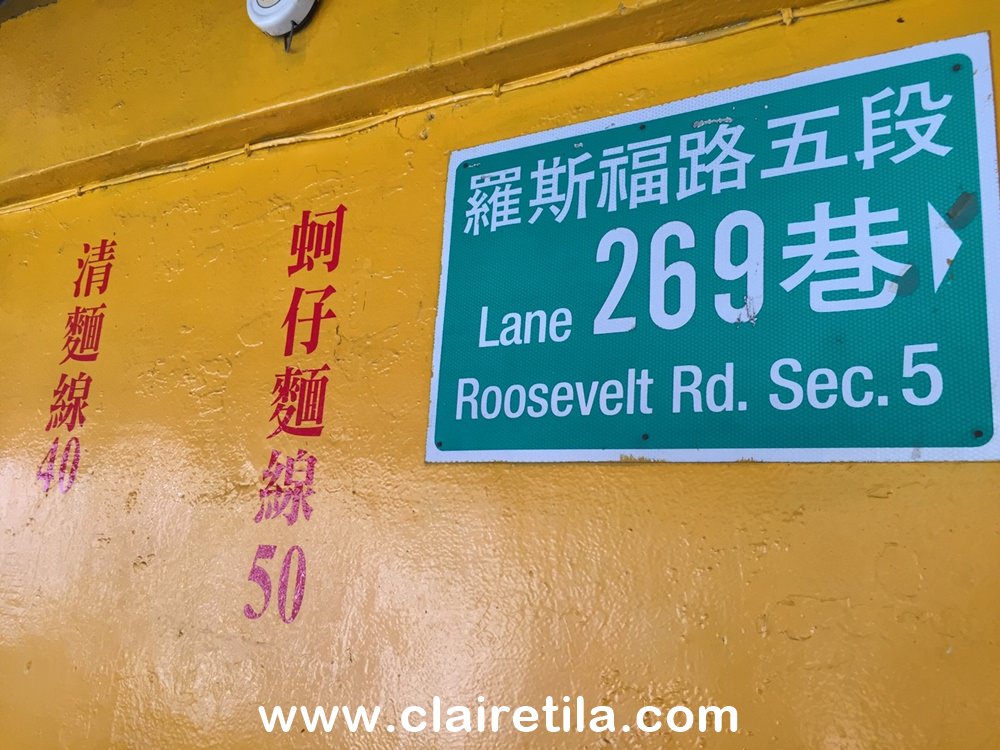 羅斯福路五段
Lane 269巷
Roosevelt Rd. Sec. 5
蚵仔麵線50
清麵線40
www.clairetila.com